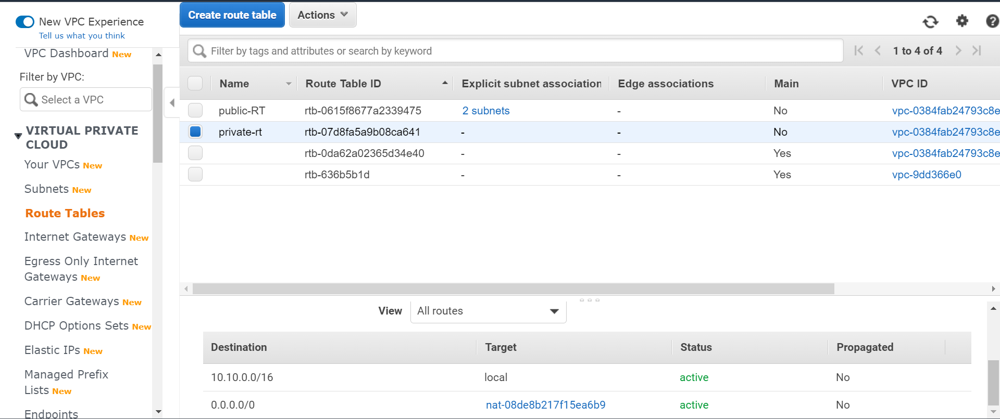 New VPC Experience
Tell us what you think
VPC Dashboard New
Filter by VPC:
Select a VPC
VIRTUAL PRIVATE
CLOUD
Your VPCs New
Subnets New
Route Tables
Internet Gateways New
Egress Only Internet
Gateways New
Carrier Gateways New
DHCP Options Sets New
Elastic IPs New
Managed Prefix
Lists New
Endpoints
Create route table Actions
Filter by tags and attributes or search by keyword 1 to 4 of 4
Name Route Table ID Explicit subnet association Edge associations Main VPC ID
public-RT rtb-0615f8677a2339475 2 subnets - No vpc-0384fab24793c8e
private-rt rtb-07d8fa5a9b08ca641 - - No vpc-0384fab24793c8e
rtb-0da62a02365d34e40 - - Yes vpc-0384fab24793c8e
rtb-636b5b1d - - Yes vpc-9dd366e0
View All routes
Destination Target Status Propagated
10.10.0.0/16 local active No
0.0.0.0/0 nat-08de8b217f15ea6b9 active No